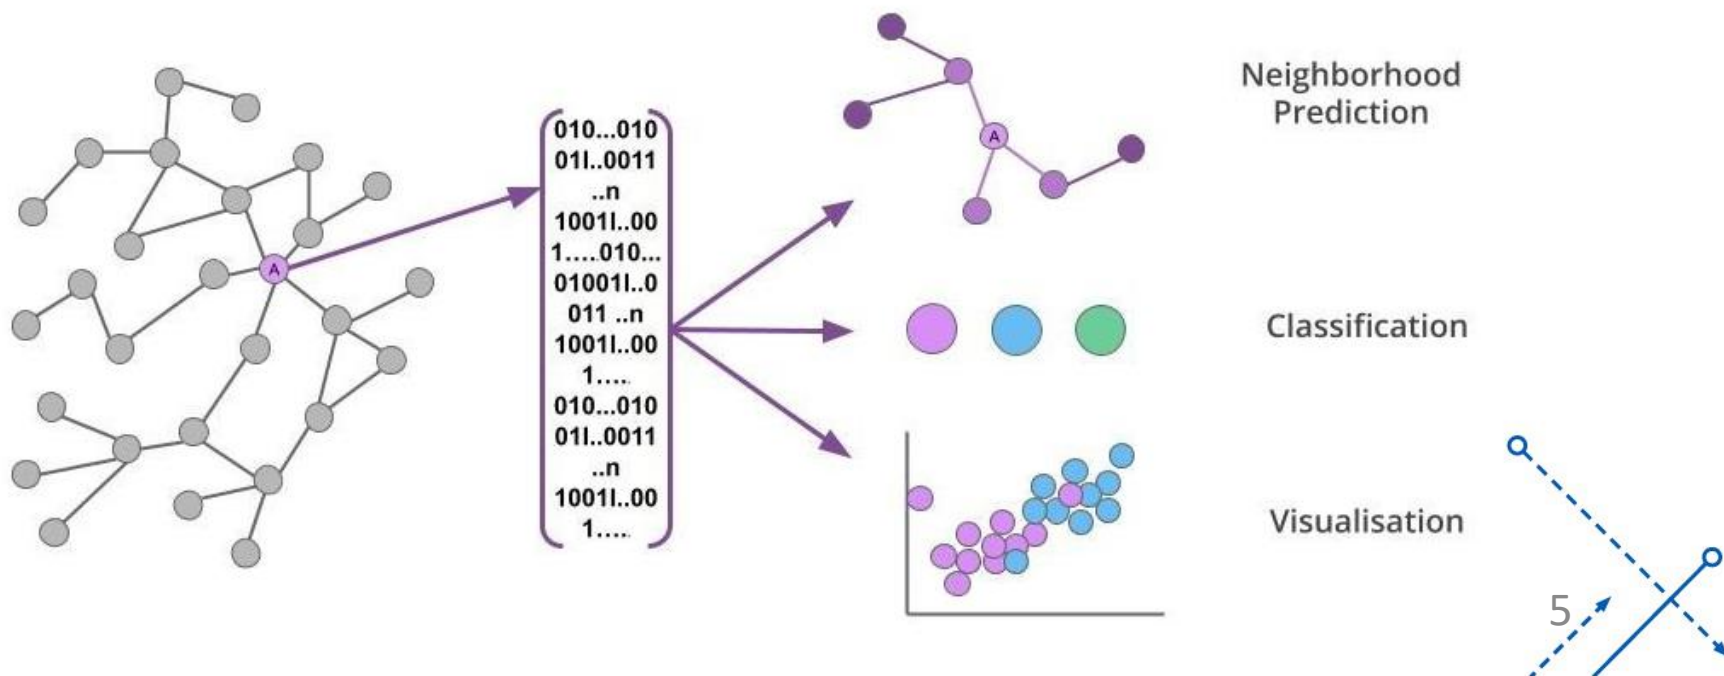 A
010...010
01l..0011
..n
1001l..00
1....010...
01001l..0
011 ..n
1001l..00
1....
010...010
01l..0011
..n
1001l..00
1....
A
Neighborhood
Prediction
Classification
Visualisation
5